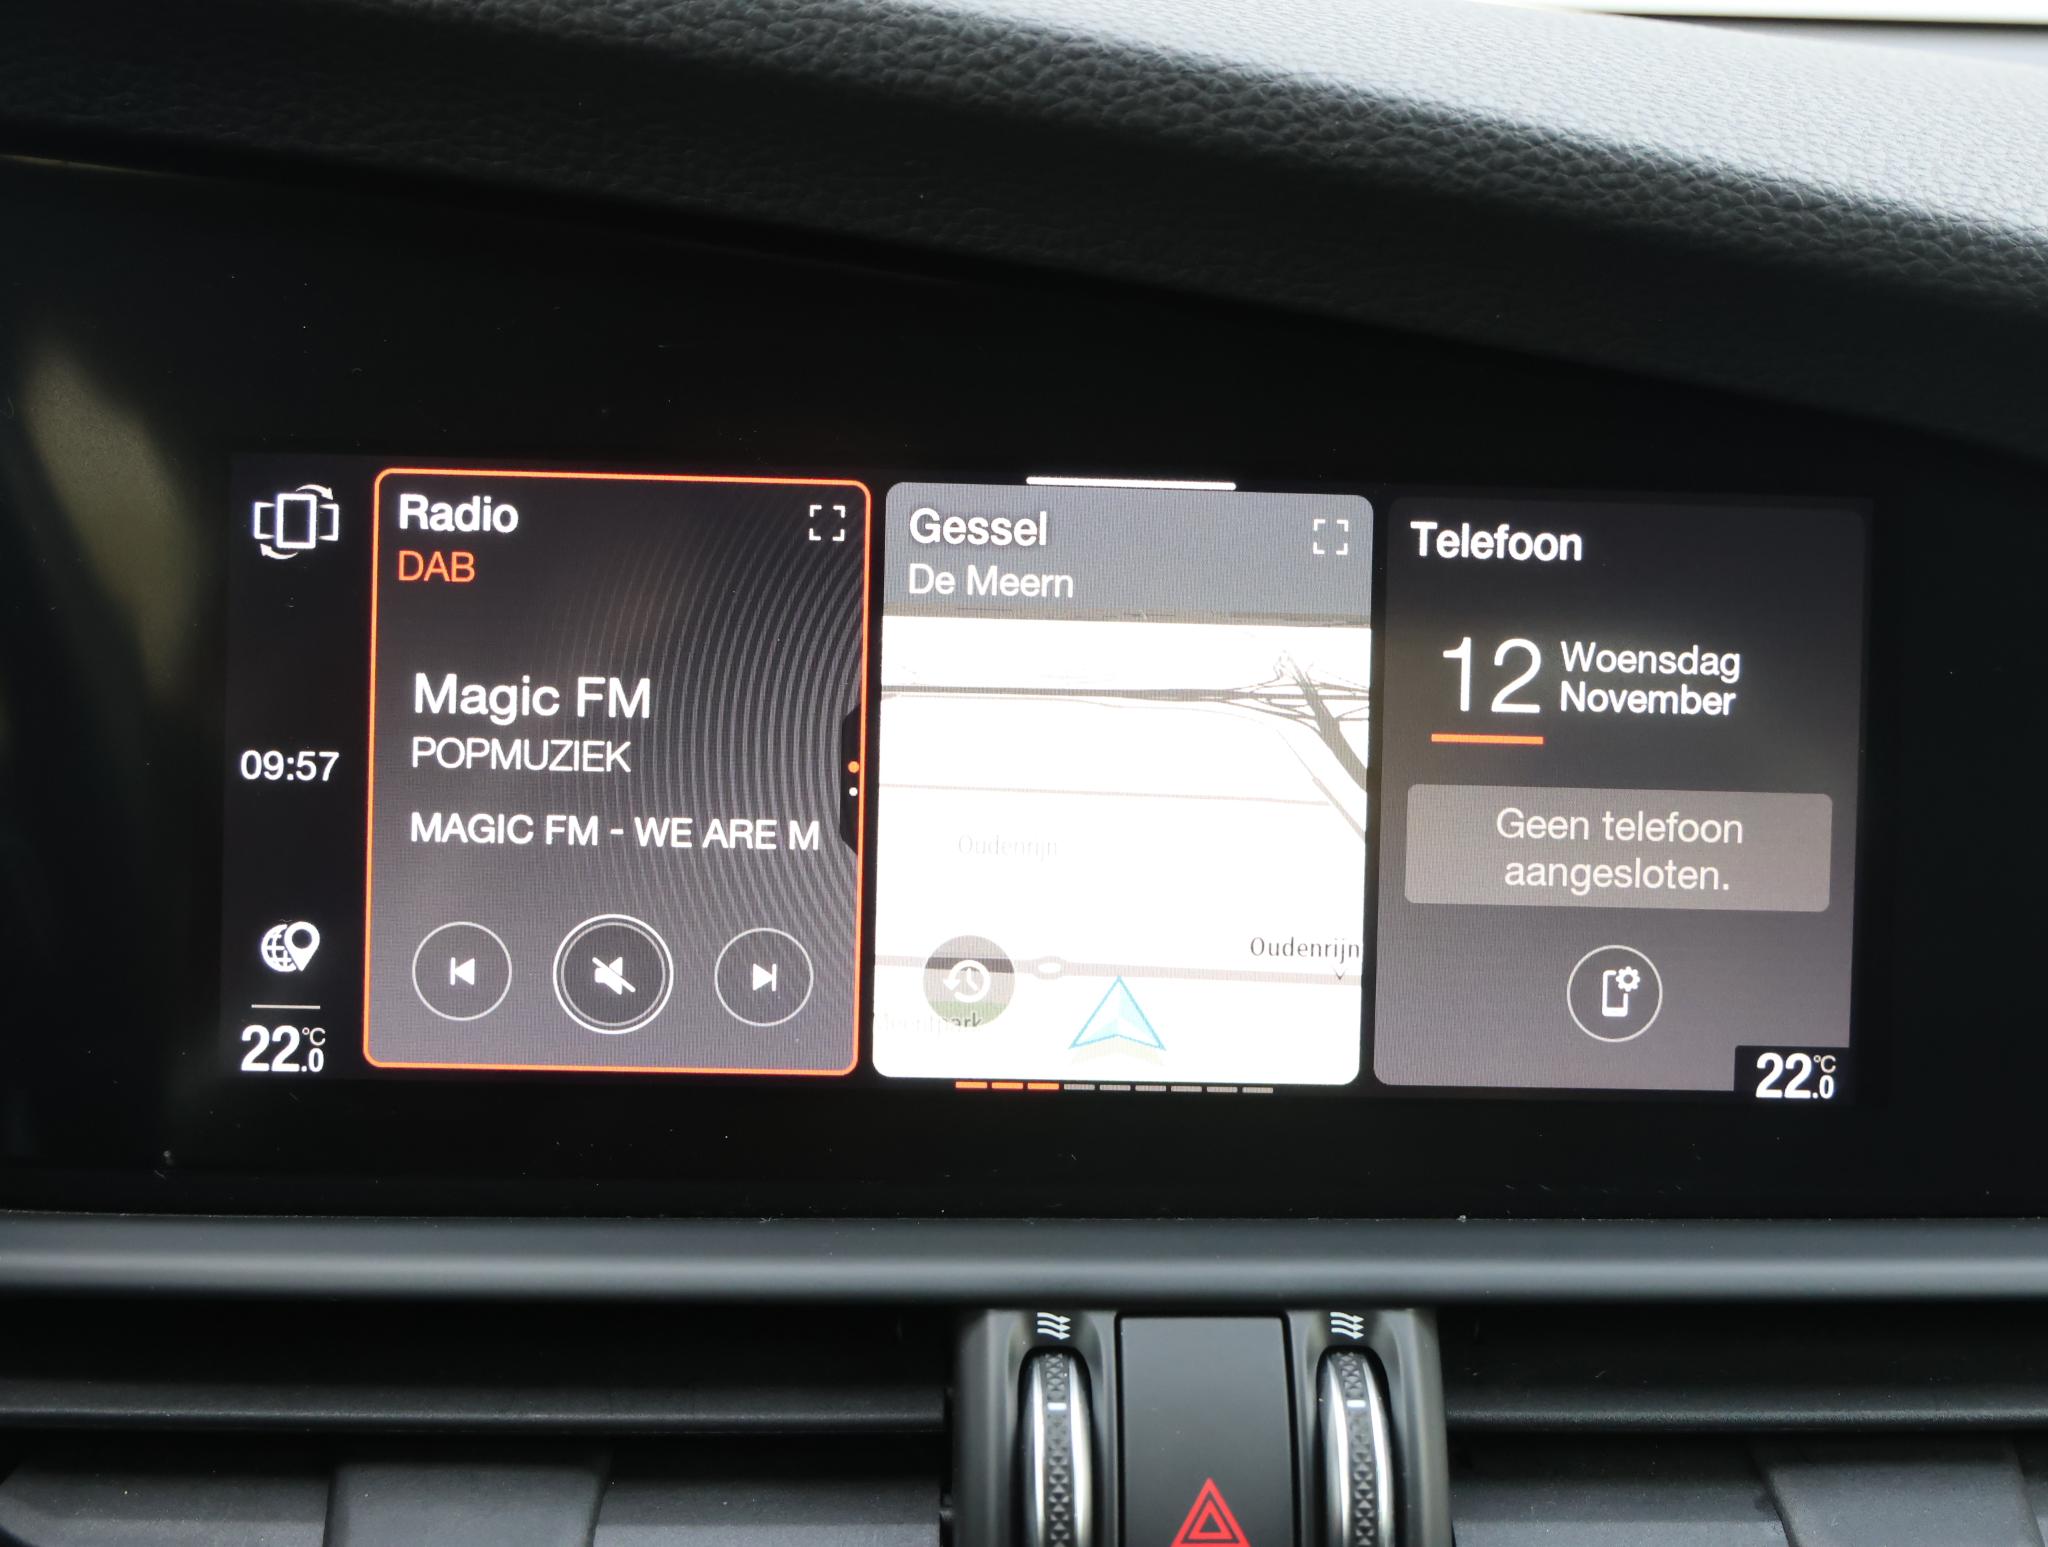 Radio
DAB
Magic FM
POPMUZIEK
MAGIC FM - WE ARE M
09:57
22.0 °C
Gessel
De Meern
Oudenrijn
Oudenrijn
Meentpark
Telefoon
12
Woensdag
November
Geen telefoon
aangesloten.
22.0 °C